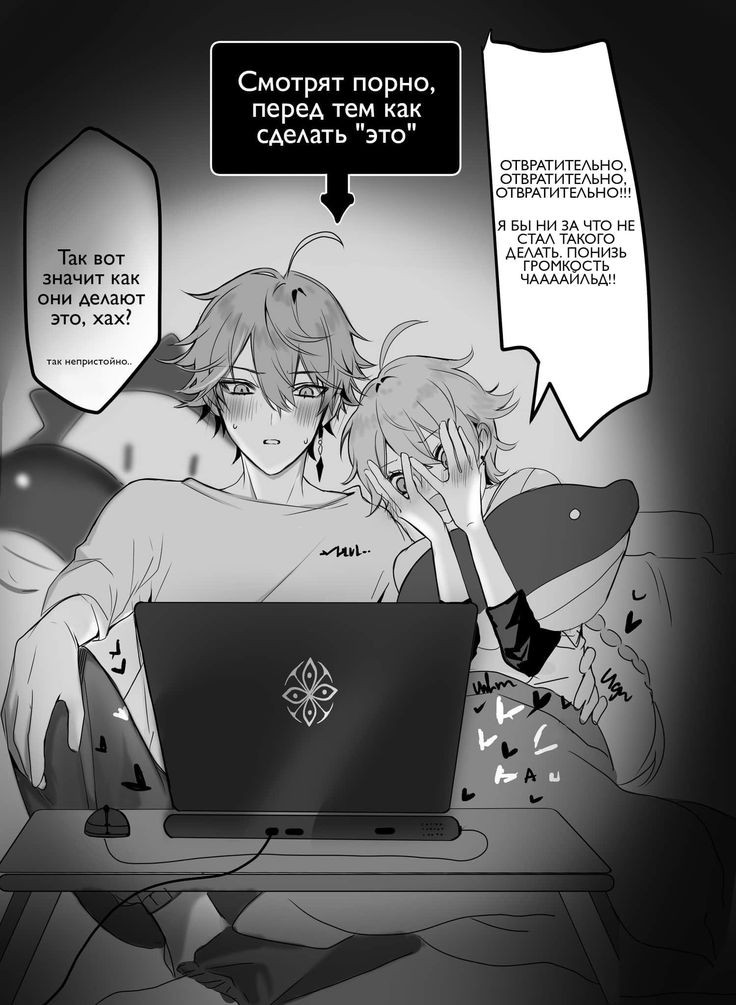 Смотрят порно,
перед тем как
сделать "это"
Так вот
значит как
они делают
это, хах?
так непристойно..
ОТВРАТИТЕЛЬНО,
ОТВРАТИТЕЛЬНО,
ОТВРАТИТЕЛЬНО!!!
Я БЫ НИ ЗА ЧТО НЕ
СТАЛ ТАКОГО
ДЕЛАТЬ. ПОНИЗЬ
ГРОМКОСТЬ
ЧААААЙЛЬД!!